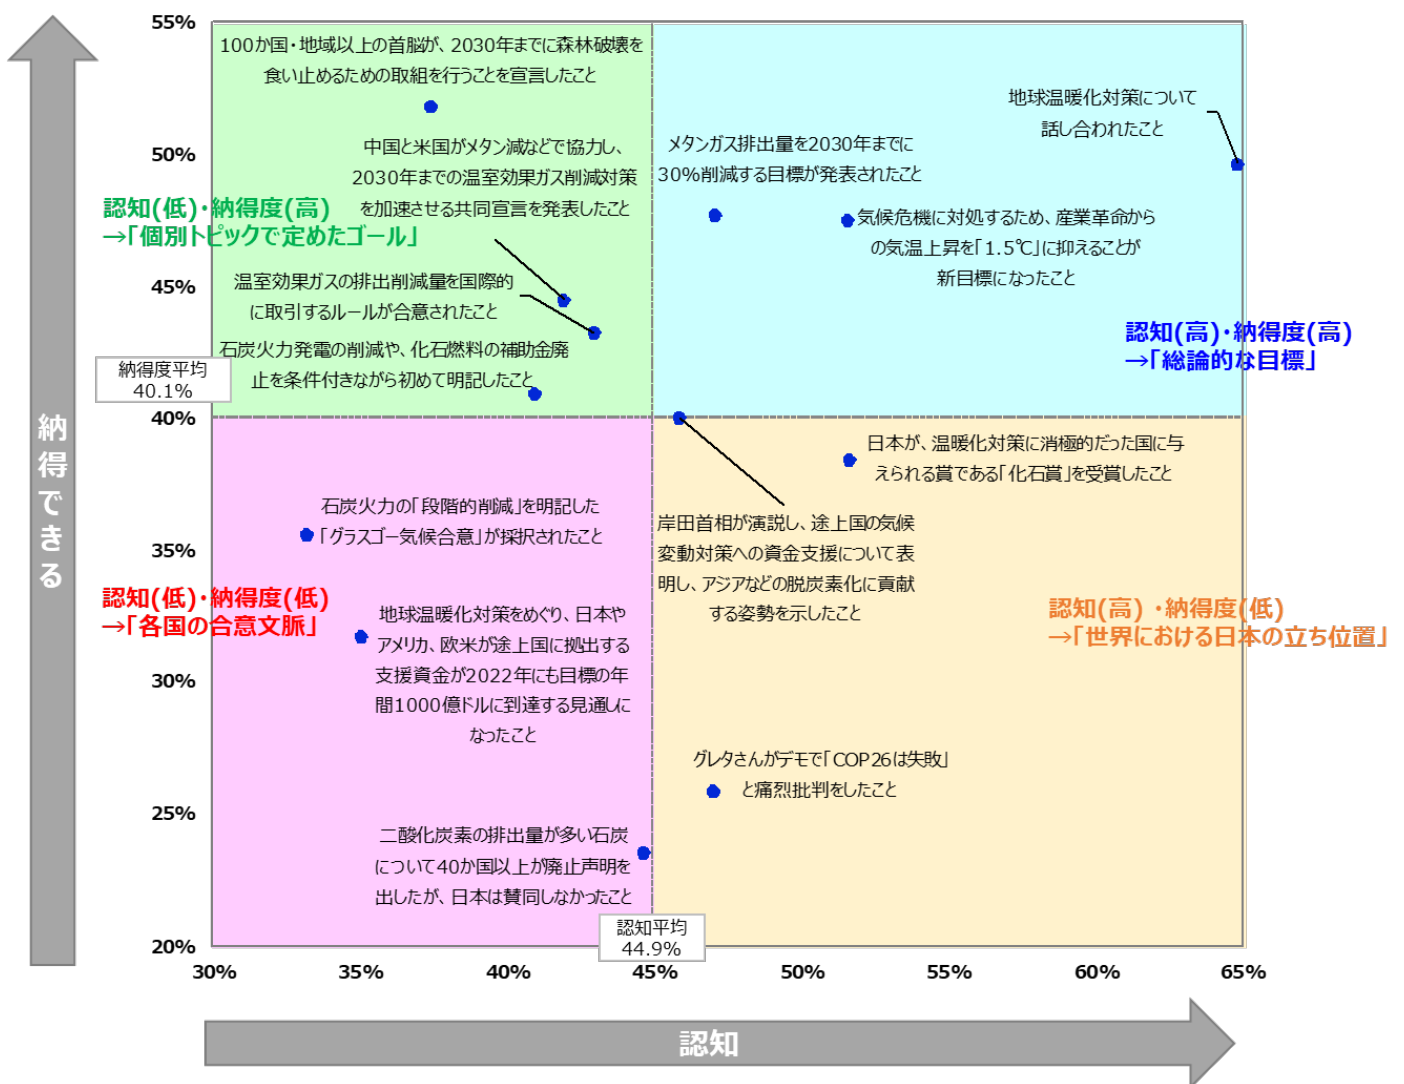 55%
100か国・地域以上の首脳が、2030年までに森林破壊を
食い止めるための取組を行うことを宣言したこと
地球温暖化対策について
話し合われたこと
50%
中国と米国がメタン減などで協力し、
2030年までの温室効果ガス削減対策
を加速させる共同宣言を発表したこと
メタンガス排出量を2030年までに
30%削減する目標が発表されたこと
認知(低)・納得度(高)
→「個別トピックで定めたゴール」
気候危機に対処するため、産業革命から
の気温上昇を「1.5℃」に抑えることが
新目標になったこと
45%
温室効果ガスの排出削減量を国際的
に取引するルールが合意されたこと
認知(高)・納得度(高)
→「総論的な目標」
石炭火力発電の削減や、化石燃料の補助金廃
止を条件付きながら初めて明記したこと
納得度平均
40.1%
40%
納得できる
日本が、温暖化対策に消極的だった国に与
えられる賞である「化石賞」を受賞したこと
石炭火力の「段階的削減」を明記した
「グラスゴー気候合意」が採択されたこと
35%
岸田首相が演説し、途上国の気候
変動対策への資金支援について表
明し、アジアなどの脱炭素化に貢献
する姿勢を示したこと
認知(低)・納得度(低)
→「各国の合意文脈」
認知(高) ・納得度(低)
→「世界における日本の立ち位置」
地球温暖化対策をめぐり、日本や
アメリカ、欧米が途上国に拠出する
支援資金が2022年にも目標の年
間1000億ドルに到達する見通しに
なったこと
30%
グレタさんがデモで「COP26は失敗」
と痛烈批判をしたこと
25%
二酸化炭素の排出量が多い石炭
について40か国以上が廃止声明を
出したが、日本は賛同しなかったこと
認知平均
44.9%
20%
30%
35%
40%
45%
50%
55%
60%
65%
認知